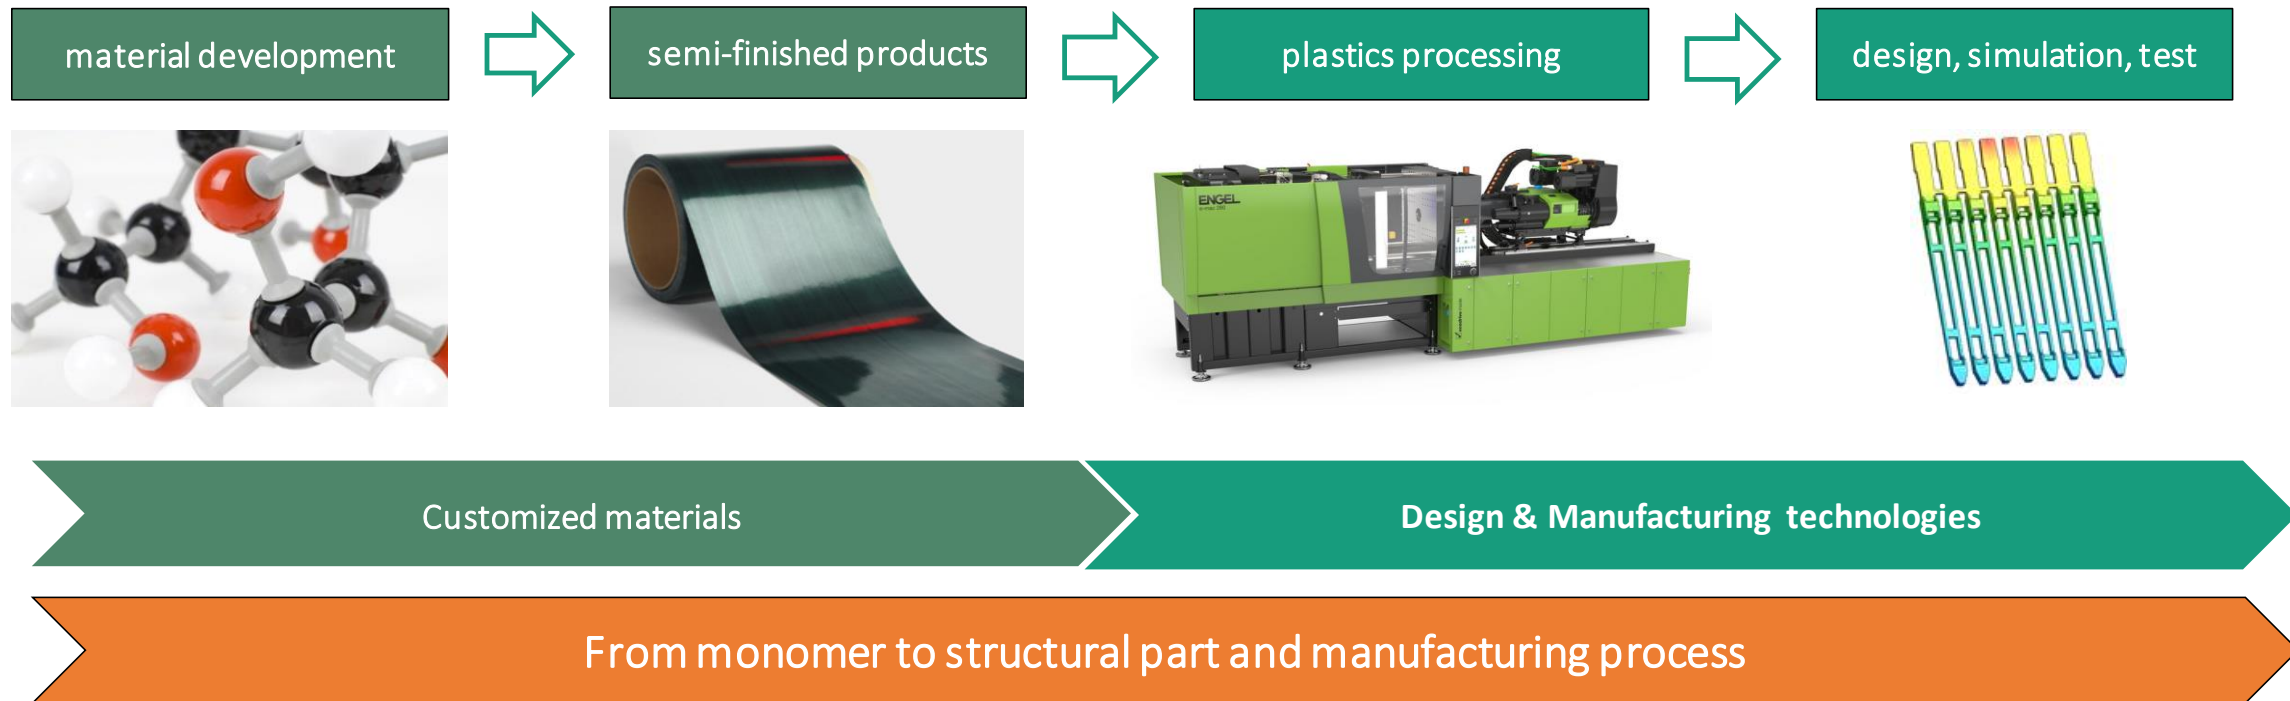 material development
semi-finished products
plastics processing
design, simulation, test
ENGEL
Customized materials
Design & Manufacturing technologies
From monomer to structural part and manufacturing process